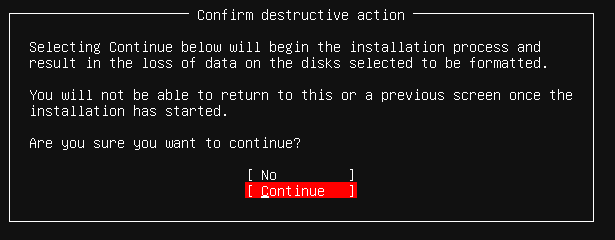 Confirm destructive action
Selecting Continue below will begin the installation process and
result in the loss of data on the disks selected to be formatted.
You will not be able to return to this or a previous screen once the
installation has started.
Are you sure you want to continue?
[ No ]
[ Continue ]